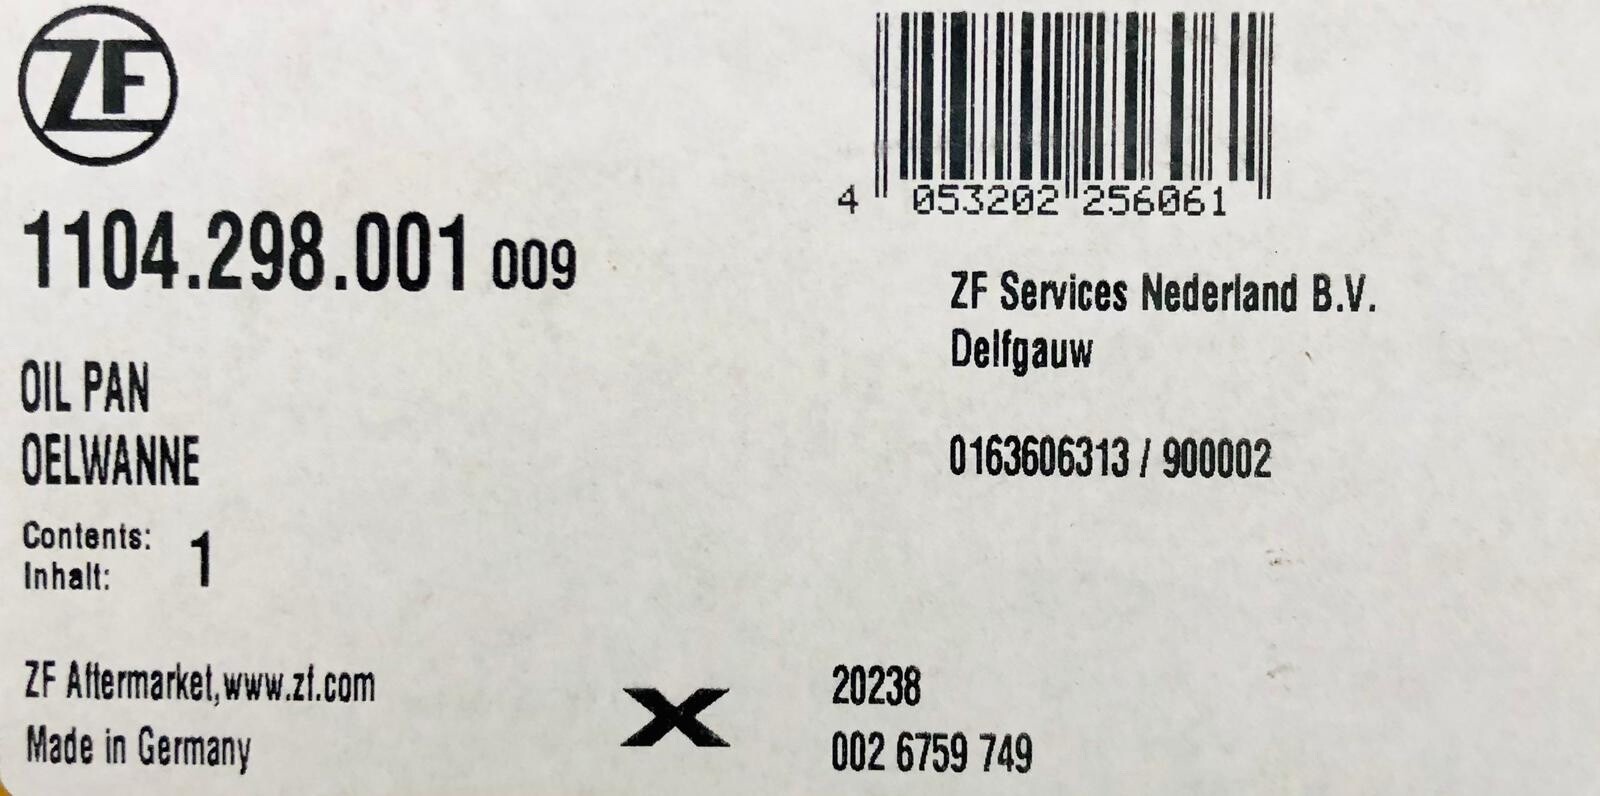 ZF
4 053202 256061
1104.298.001 009
ZF Services Nederland B.V.
Delfgauw
OIL PAN
OELWANNE
0163606313 / 900002
Contents:
Inhalt:
1
ZF Aftermarket,www.zf.com
Made in Germany
X
20238
002 6759 749